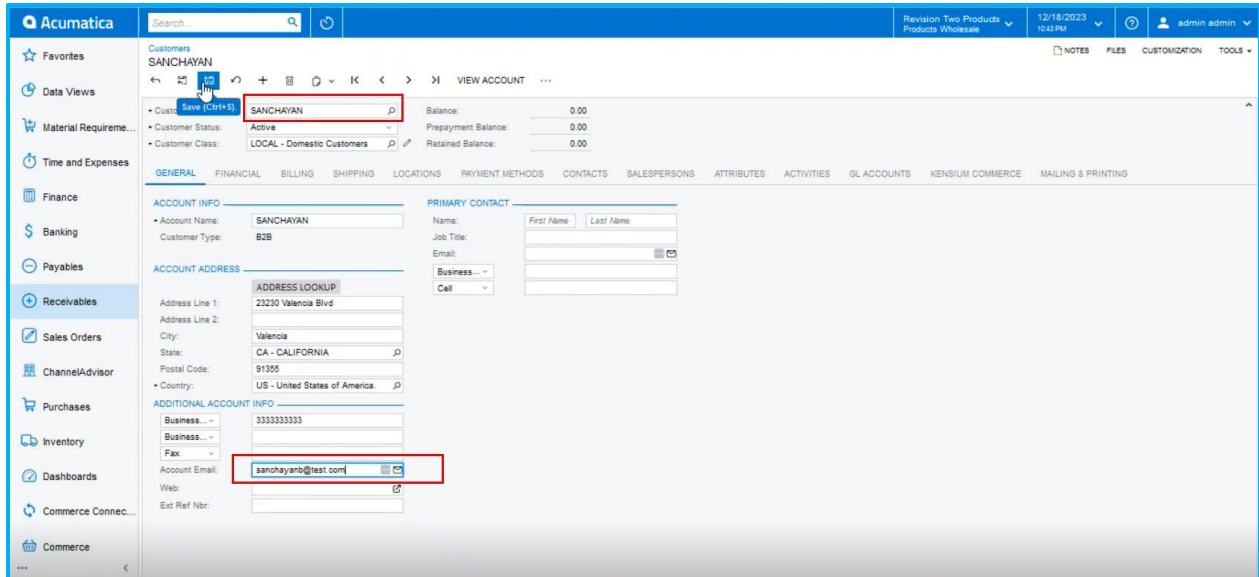 Acumatica
Search...
Revision Two Products
Products Wholesale
12/18/2023
10:43 PM
admin admin
Favorites
Data Views
Material Requireme...
Time and Expenses
Finance
Banking
Payables
Receivables
Sales Orders
ChannelAdvisor
Purchases
Inventory
Dashboards
Commerce Connec...
Commerce
Customers
SANCHAYAN
NOTES FILES CUSTOMIZATION TOOLS
VIEW ACCOUNT ...
Save (Ctrl+S).
Custo SANCHAYAN Balance: 0.00
Customer Status: Active Prepayment Balance: 0.00
Customer Class: LOCAL - Domestic Customers Retained Balance: 0.00
GENERAL FINANCIAL BILLING SHIPPING LOCATIONS PAYMENT METHODS CONTACTS SALESPERSONS ATTRIBUTES ACTIVITIES GL ACCOUNTS KENSIUM COMMERCE MAILING & PRINTING
ACCOUNT INFO
Account Name: SANCHAYAN
Customer Type: B2B
ACCOUNT ADDRESS
ADDRESS LOOKUP
Address Line 1: 23230 Valencia Blvd
Address Line 2:
City: Valencia
State: CA - CALIFORNIA
Postal Code: 91355
Country: US - United States of America.
ADDITIONAL ACCOUNT INFO
Business... 3333333333
Business...
Fax
Account Email: sanchayanb@test.com
Web:
Ext Ref Nbr:
PRIMARY CONTACT
Name: First Name Last Name
Job Title:
Email:
Business...
Cell